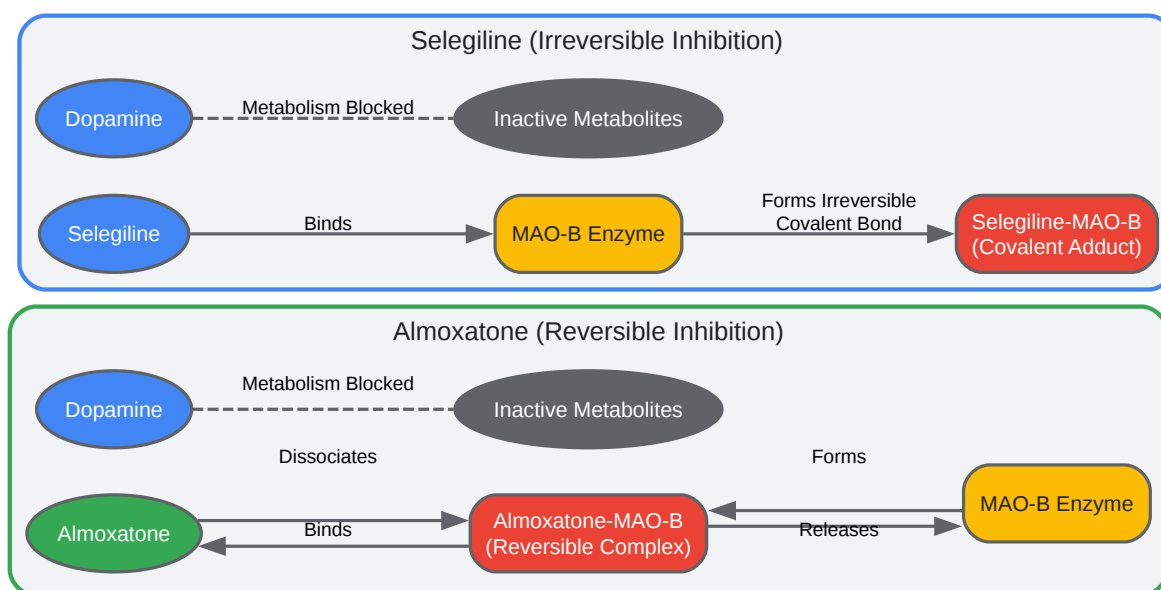 Selegiline (Irreversible Inhibition)
Metabolism Blocked
Dopamine
Inactive Metabolites
Forms Irreversible
Covalent Bond
Selegiline
Binds
MAO-B Enzyme
Selegiline-MAO-B
(Covalent Adduct)
Almoxatone (Reversible Inhibition)
Metabolism Blocked
Dopamine
Inactive Metabolites
Dissociates
Forms
MAO-B Enzyme
Almoxatone
Binds
Almoxatone-MAO-B
(Reversible Complex)
Releases